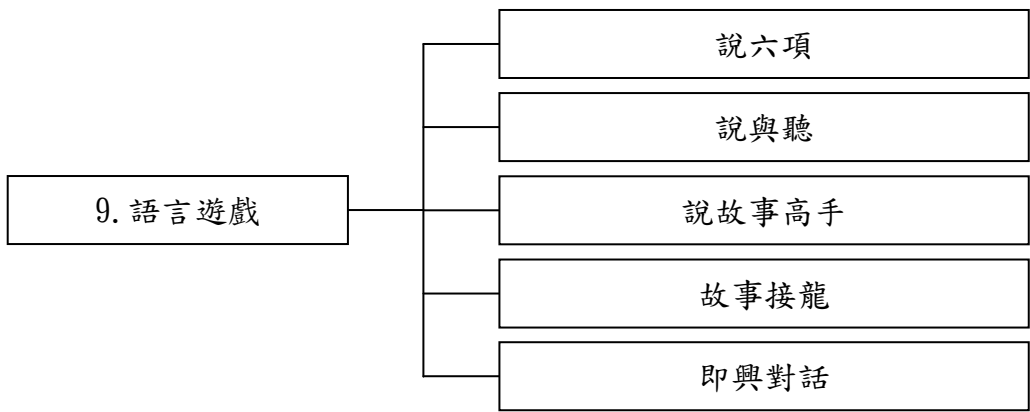 9.語言遊戲
說六項
說與聽
說故事高手
故事接龍
即興對話